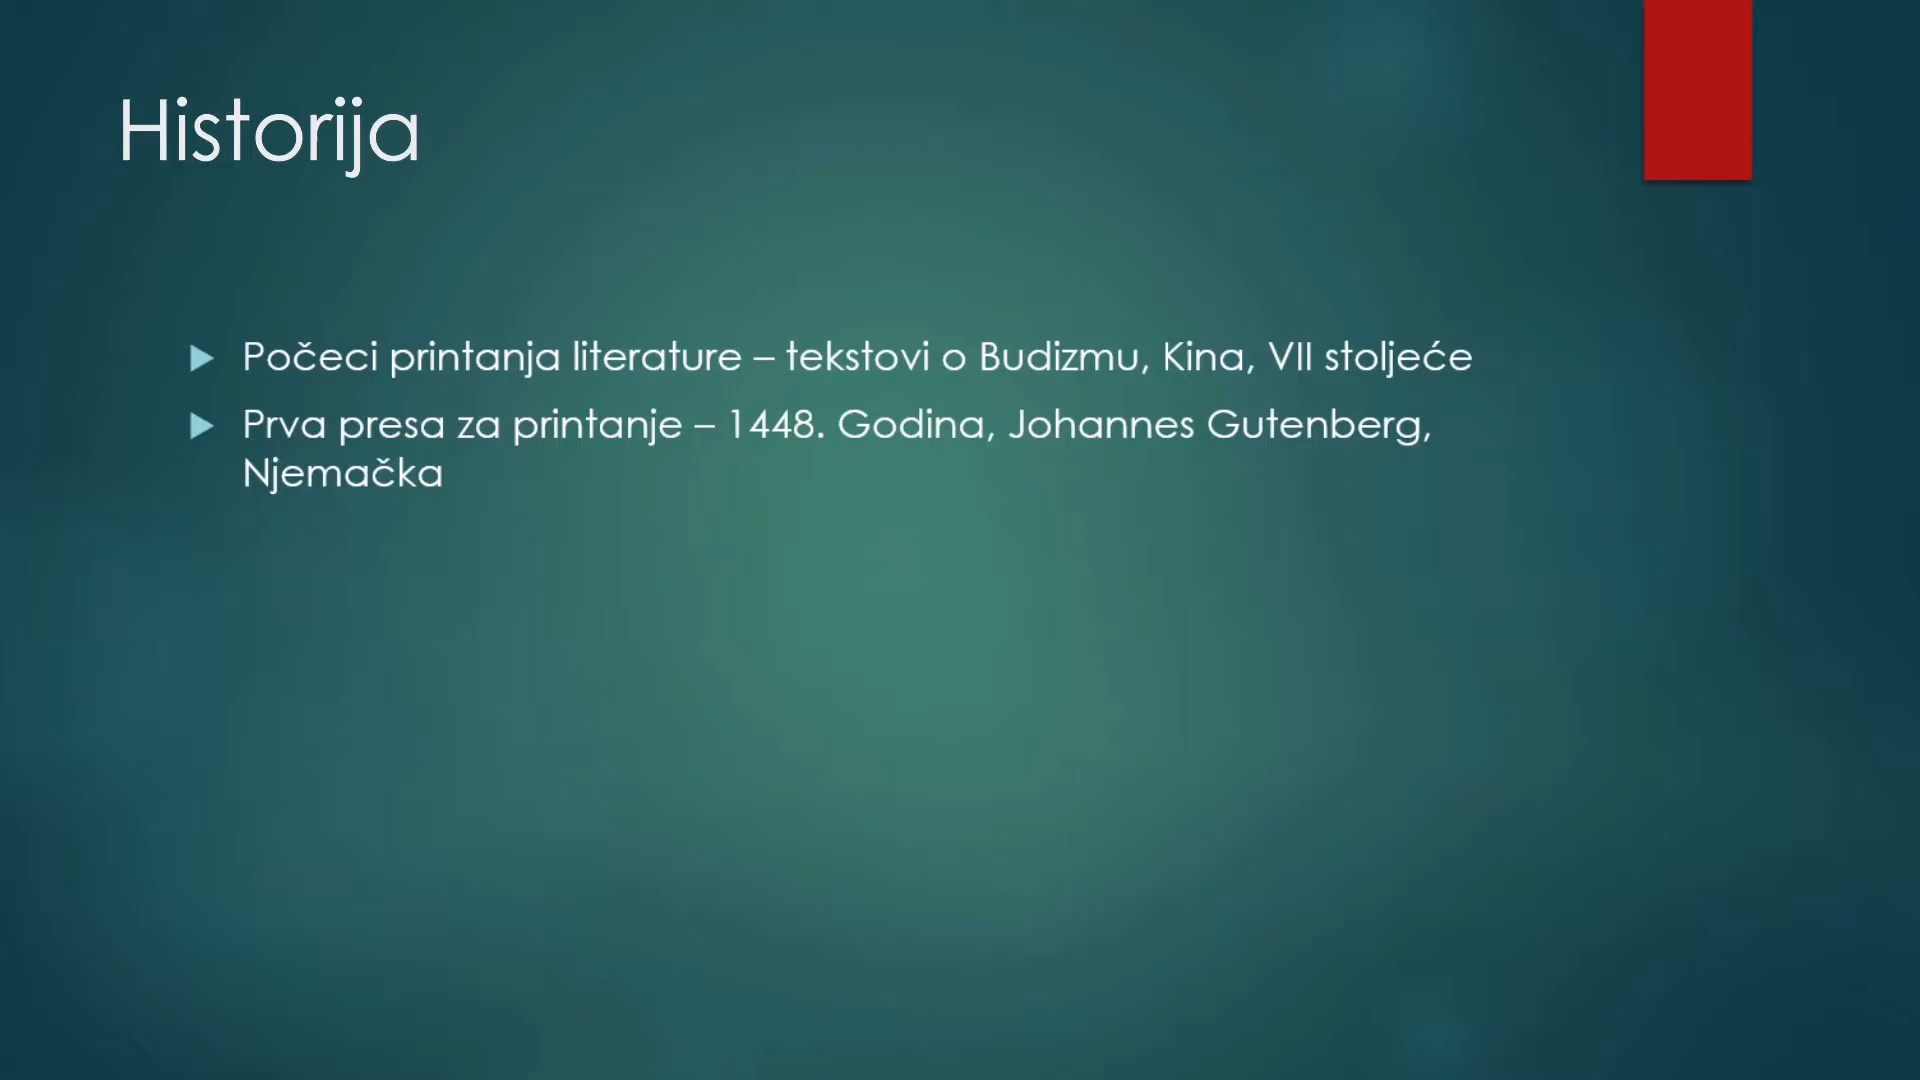 Historija
Počeci printanja literature – tekstovi o Budizmu, Kina, VII stoljeće
Prva presa za printanje – 1448. Godina, Johannes Gutenberg,
Njemačka